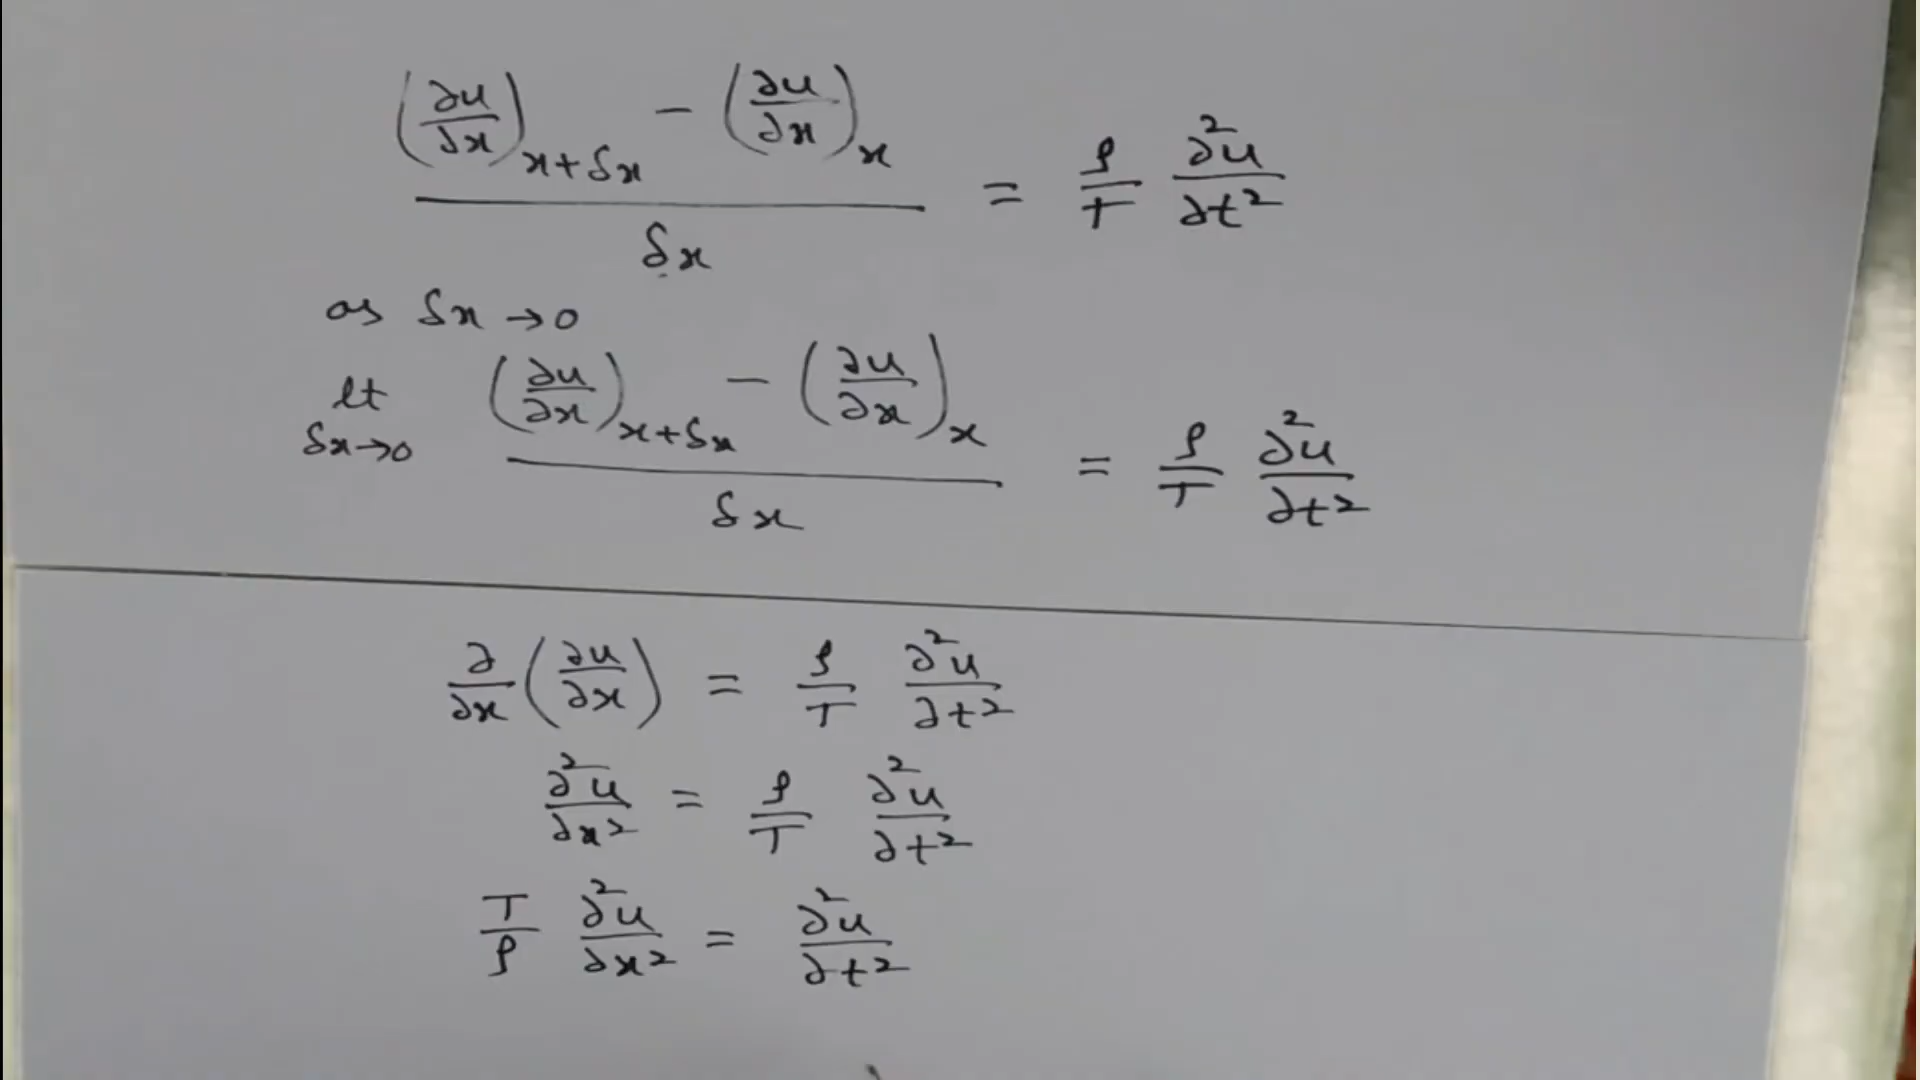 (∂u/∂x)_{x+δx} − (∂u/∂x)_x / δx = ρ/T ∂²u/∂t²
as δx → 0
lt δx→0 (∂u/∂x)_{x+δx} − (∂u/∂x)_x / δx = ρ/T ∂²u/∂t²
∂/∂x (∂u/∂x) = ρ/T ∂²u/∂t²
∂²u/∂x² = ρ/T ∂²u/∂t²
T/ρ ∂²u/∂x² = ∂²u/∂t²